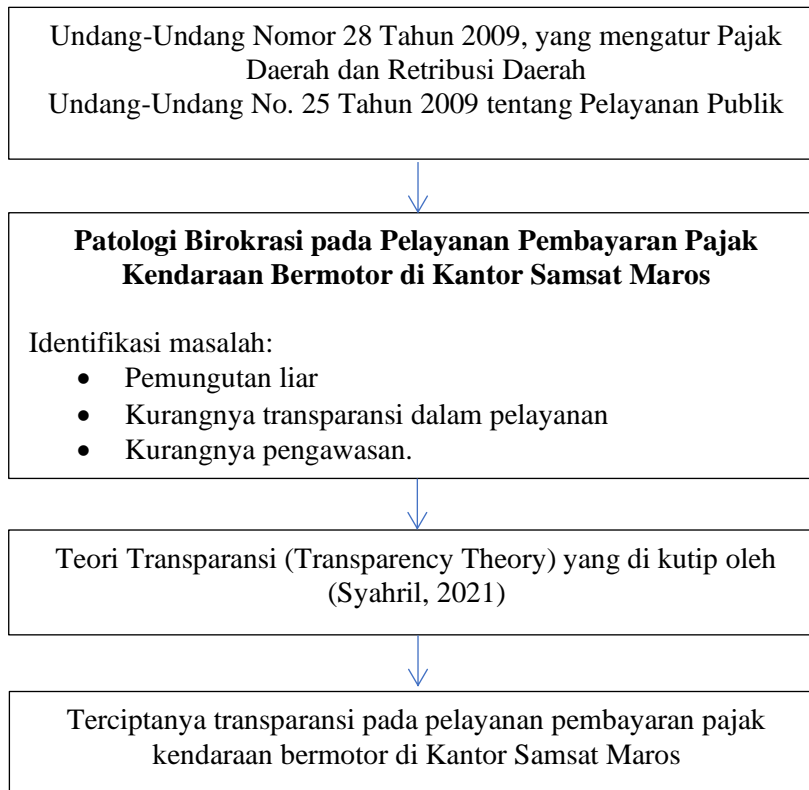 Undang-Undang Nomor 28 Tahun 2009, yang mengatur Pajak
Daerah dan Retribusi Daerah
Undang-Undang No. 25 Tahun 2009 tentang Pelayanan Publik
Patologi Birokrasi pada Pelayanan Pembayaran Pajak
Kendaraan Bermotor di Kantor Samsat Maros
Identifikasi masalah:
• Pemungutan liar
• Kurangnya transparansi dalam pelayanan
• Kurangnya pengawasan.
Teori Transparansi (Transparency Theory) yang di kutip oleh
(Syahril, 2021)
Terciptanya transparansi pada pelayanan pembayaran pajak
kendaraan bermotor di Kantor Samsat Maros